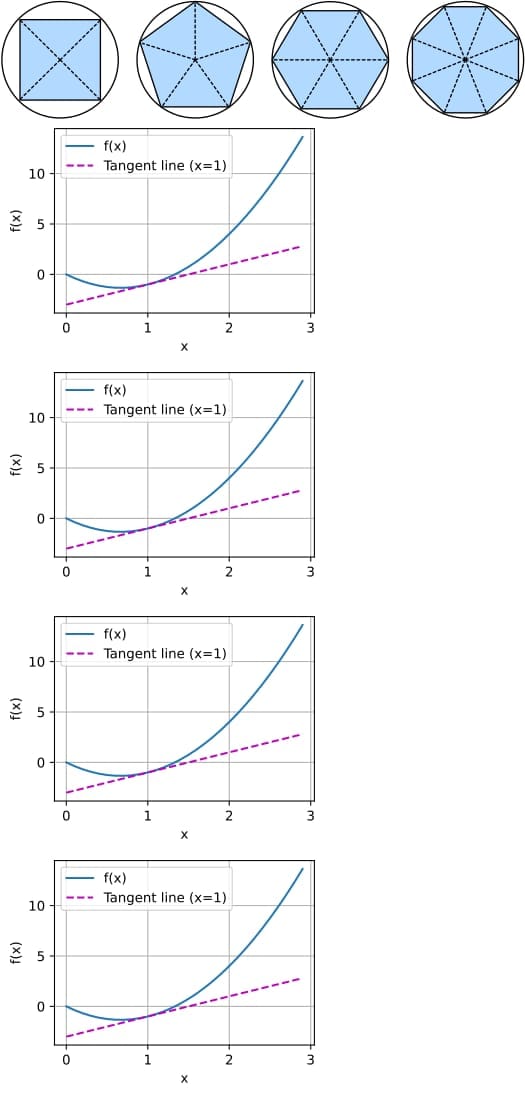 f(x)
Tangent line (x=1)
10
5
0
f(x)
0 1 2 3
x
f(x)
Tangent line (x=1)
10
5
0
f(x)
0 1 2 3
x
f(x)
Tangent line (x=1)
10
5
0
f(x)
0 1 2 3
x
f(x)
Tangent line (x=1)
10
5
0
f(x)
0 1 2 3
x